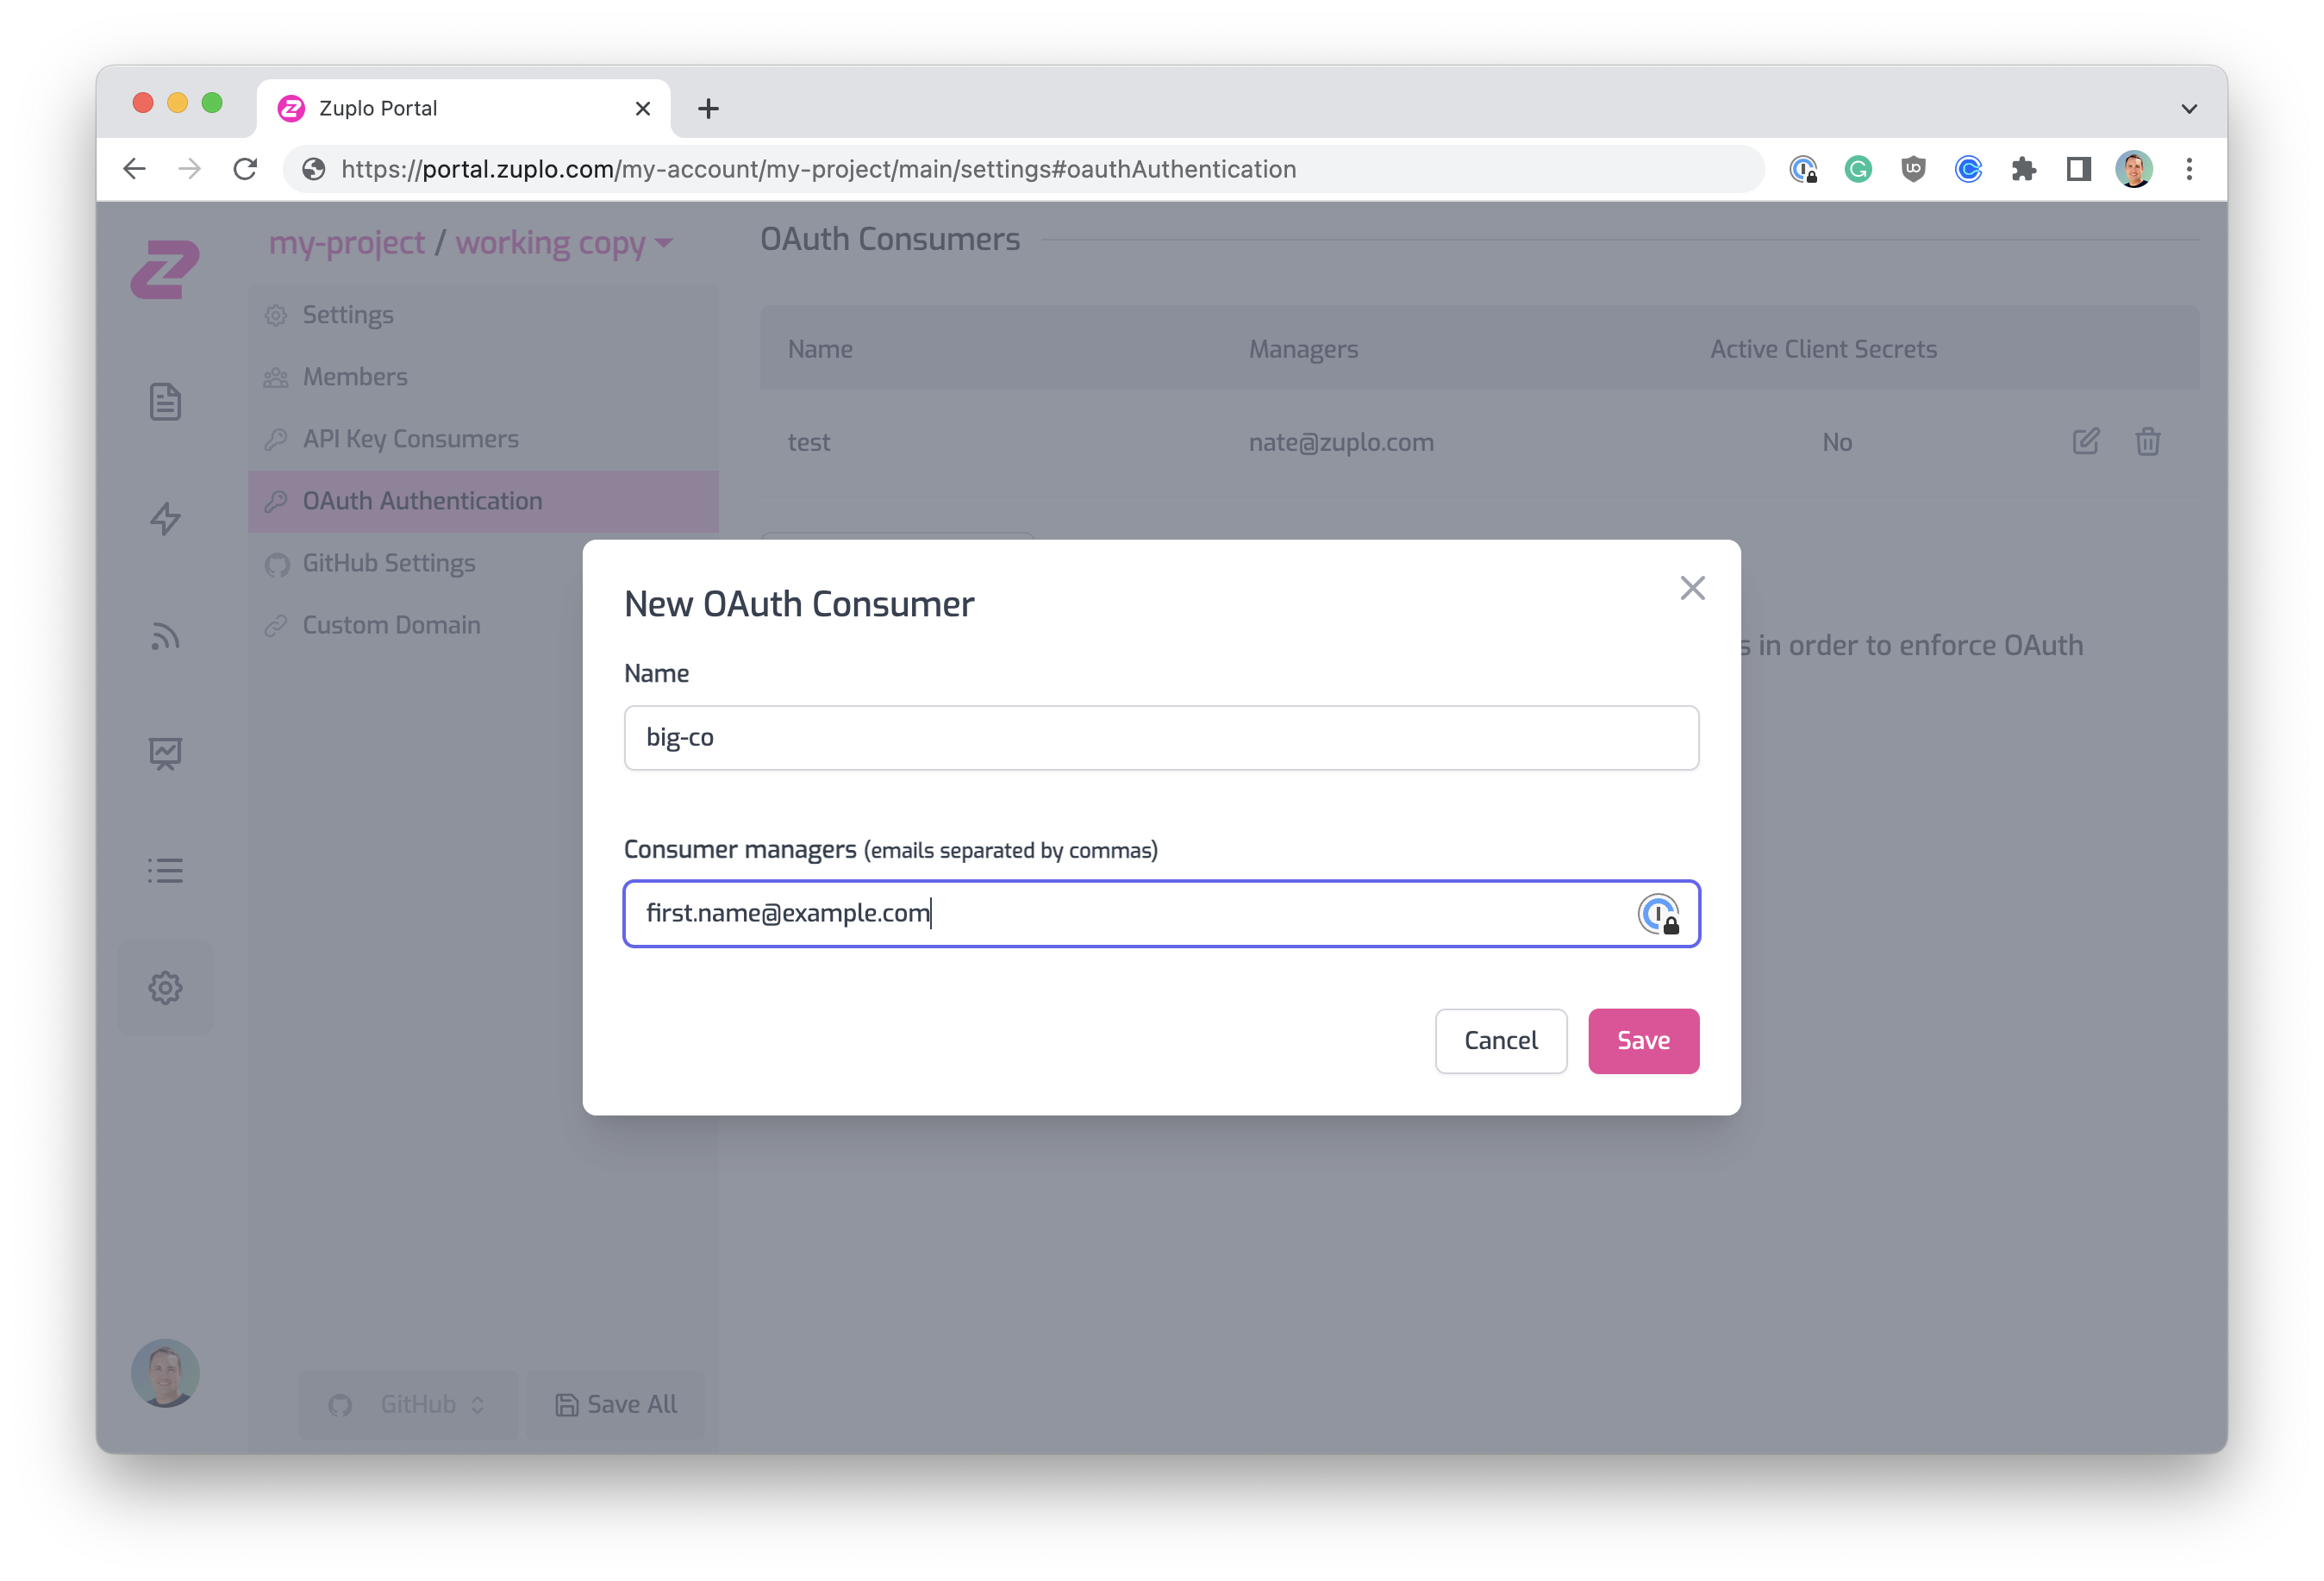 Zuplo Portal
https://portal.zuplo.com/my-account/my-project/main/settings#oauthAuthentication
my-project / working copy
Settings
Members
API Key Consumers
OAuth Authentication
GitHub Settings
Custom Domain
GitHub
Save All
OAuth Consumers
Name Managers Active Client Secrets
test nate@zuplo.com No
s in order to enforce OAuth
New OAuth Consumer
Name
big-co
Consumer managers (emails separated by commas)
first.name@example.com
Cancel Save